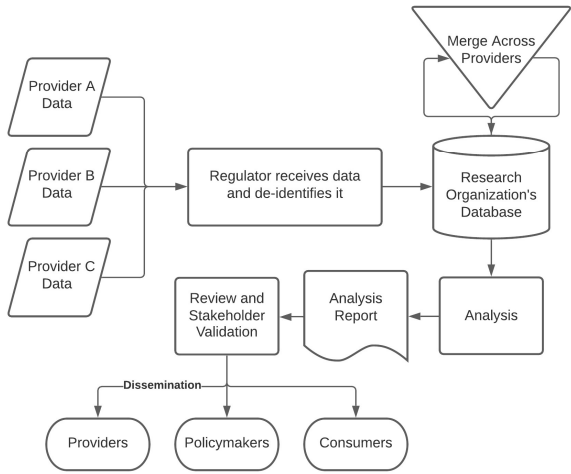 Merge Across
Providers
Provider A
Data
Provider B
Data
Regulator receives data
and de-identifies it
Research
Organization's
Database
Provider C
Data
Review and
Stakeholder
Validation
Analysis
Report
Analysis
Dissemination
Providers
Policymakers
Consumers